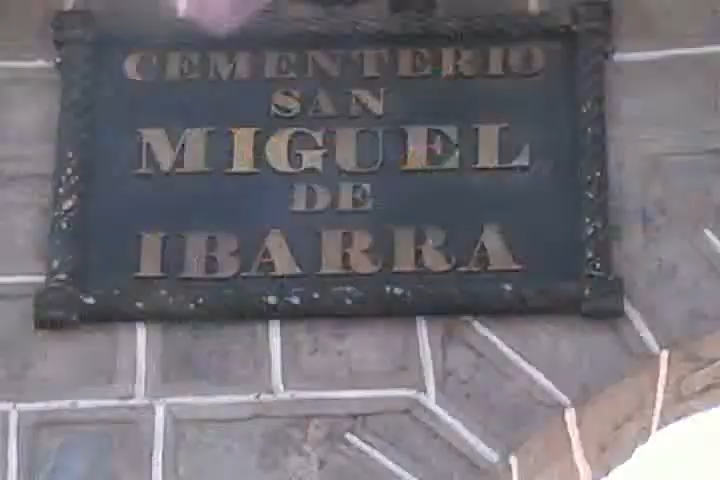 CEMENTERIO
SAN
MIGUEL
DE
IBARRA